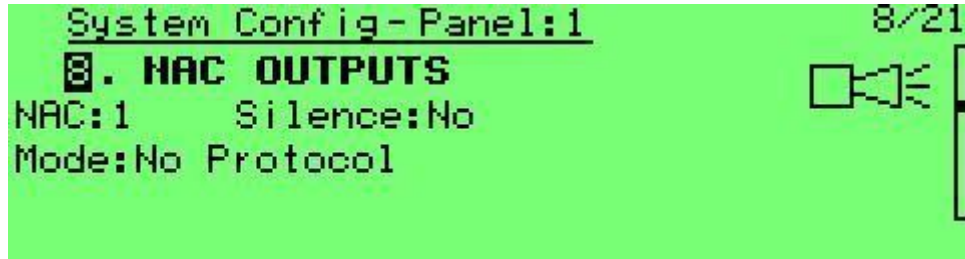 System Config-Panel:1 8/21
8. NAC OUTPUTS
NAC:1 Silence:No
Mode:No Protocol